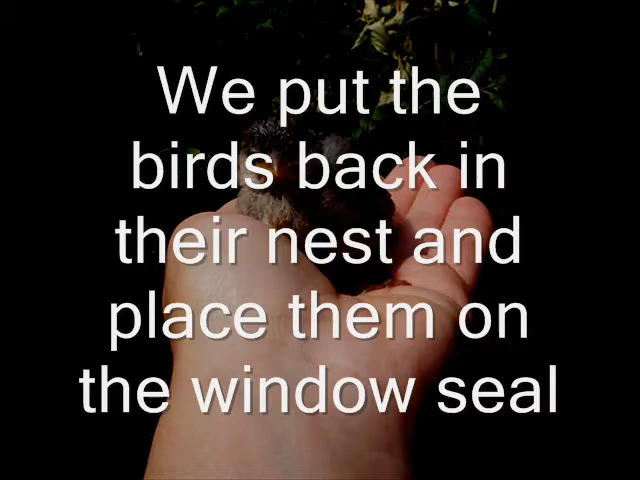 We put the
birds back in
their nest and
place them on
the window seal